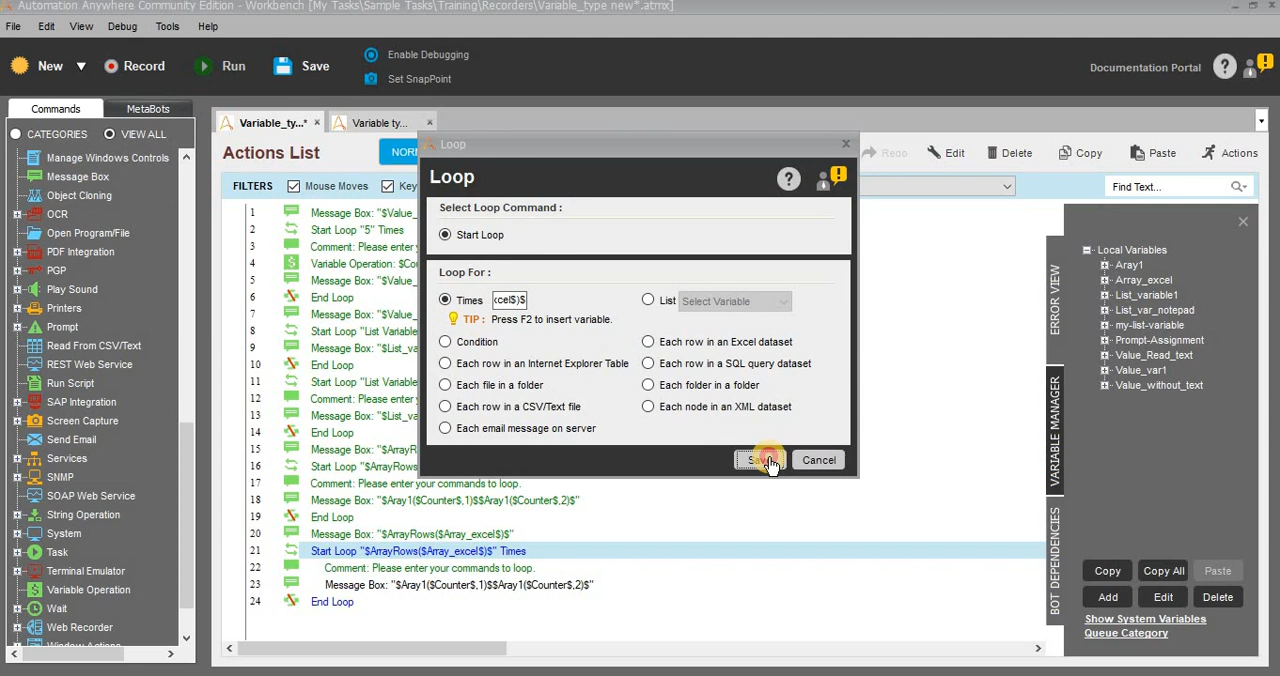 Automation Anywhere Community Edition - Workbench [My Tasks\Sample Tasks\Training\Recorders\Variable_type new*.atmx]
File Edit View Debug Tools Help
New Record Run Save
Enable Debugging
Set SnapPoint
Documentation Portal
Commands MetaBots
CATEGORIES VIEW ALL
Manage Windows Controls
Message Box
Object Cloning
OCR
Open Program/File
PDF Integration
PGP
Play Sound
Printers
Prompt
Read From CSV/Text
REST Web Service
Run Script
SAP Integration
Screen Capture
Send Email
Services
SNMP
SOAP Web Service
String Operation
System
Task
Terminal Emulator
Variable Operation
Wait
Web Recorder
Variable_ty...* Variable ty...
Actions List
Redo Edit Delete Copy Paste Actions
FILTERS Mouse Moves Key
Find Text...
1 Message Box: "$Value_
2 Start Loop "5" Times
3 Comment: Please enter yo
4 Variable Operation: $Co
5 Message Box: "$Value_
6 End Loop
7 Message Box: "$Value_
8 Start Loop "List Variabl
9 Message Box: "$List_va
10 End Loop
11 Start Loop "List Variabl
12 Comment: Please enter
13 Message Box: "$List_va
14 End Loop
15 Message Box: "$ArrayR
16 Start Loop "$ArrayRows
17 Comment: Please enter your commands to loop.
18 Message Box: "$Aray1($Counter$,1)$$Aray1($Counter$,2)$"
19 End Loop
20 Message Box: "$ArrayRows($Array_excel$)$"
21 Start Loop "$ArrayRows($Array_excel$)$" Times
22 Comment: Please enter your commands to loop.
23 Message Box: "$Aray1($Counter$,1)$$Aray1($Counter$,2)$"
24 End Loop
Loop
Loop
Select Loop Command :
Start Loop
Loop For :
Times
List Select Variable
TIP : Press F2 to insert variable.
Condition Each row in an Excel dataset
Each row in an Internet Explorer Table Each row in a SQL query dataset
Each file in a folder Each folder in a folder
Each row in a CSV/Text file Each node in an XML dataset
Each email message on server
Cancel
ERROR VIEW
VARIABLE MANAGER
BOT DEPENDENCIES
Local Variables
Aray1
Array_excel
List_variable1
List_var_notepad
my-list-variable
Prompt-Assignment
Value_Read_text
Value_var1
Value_without_text
Copy Copy All Paste
Add Edit Delete
Show System Variables
Queue Category